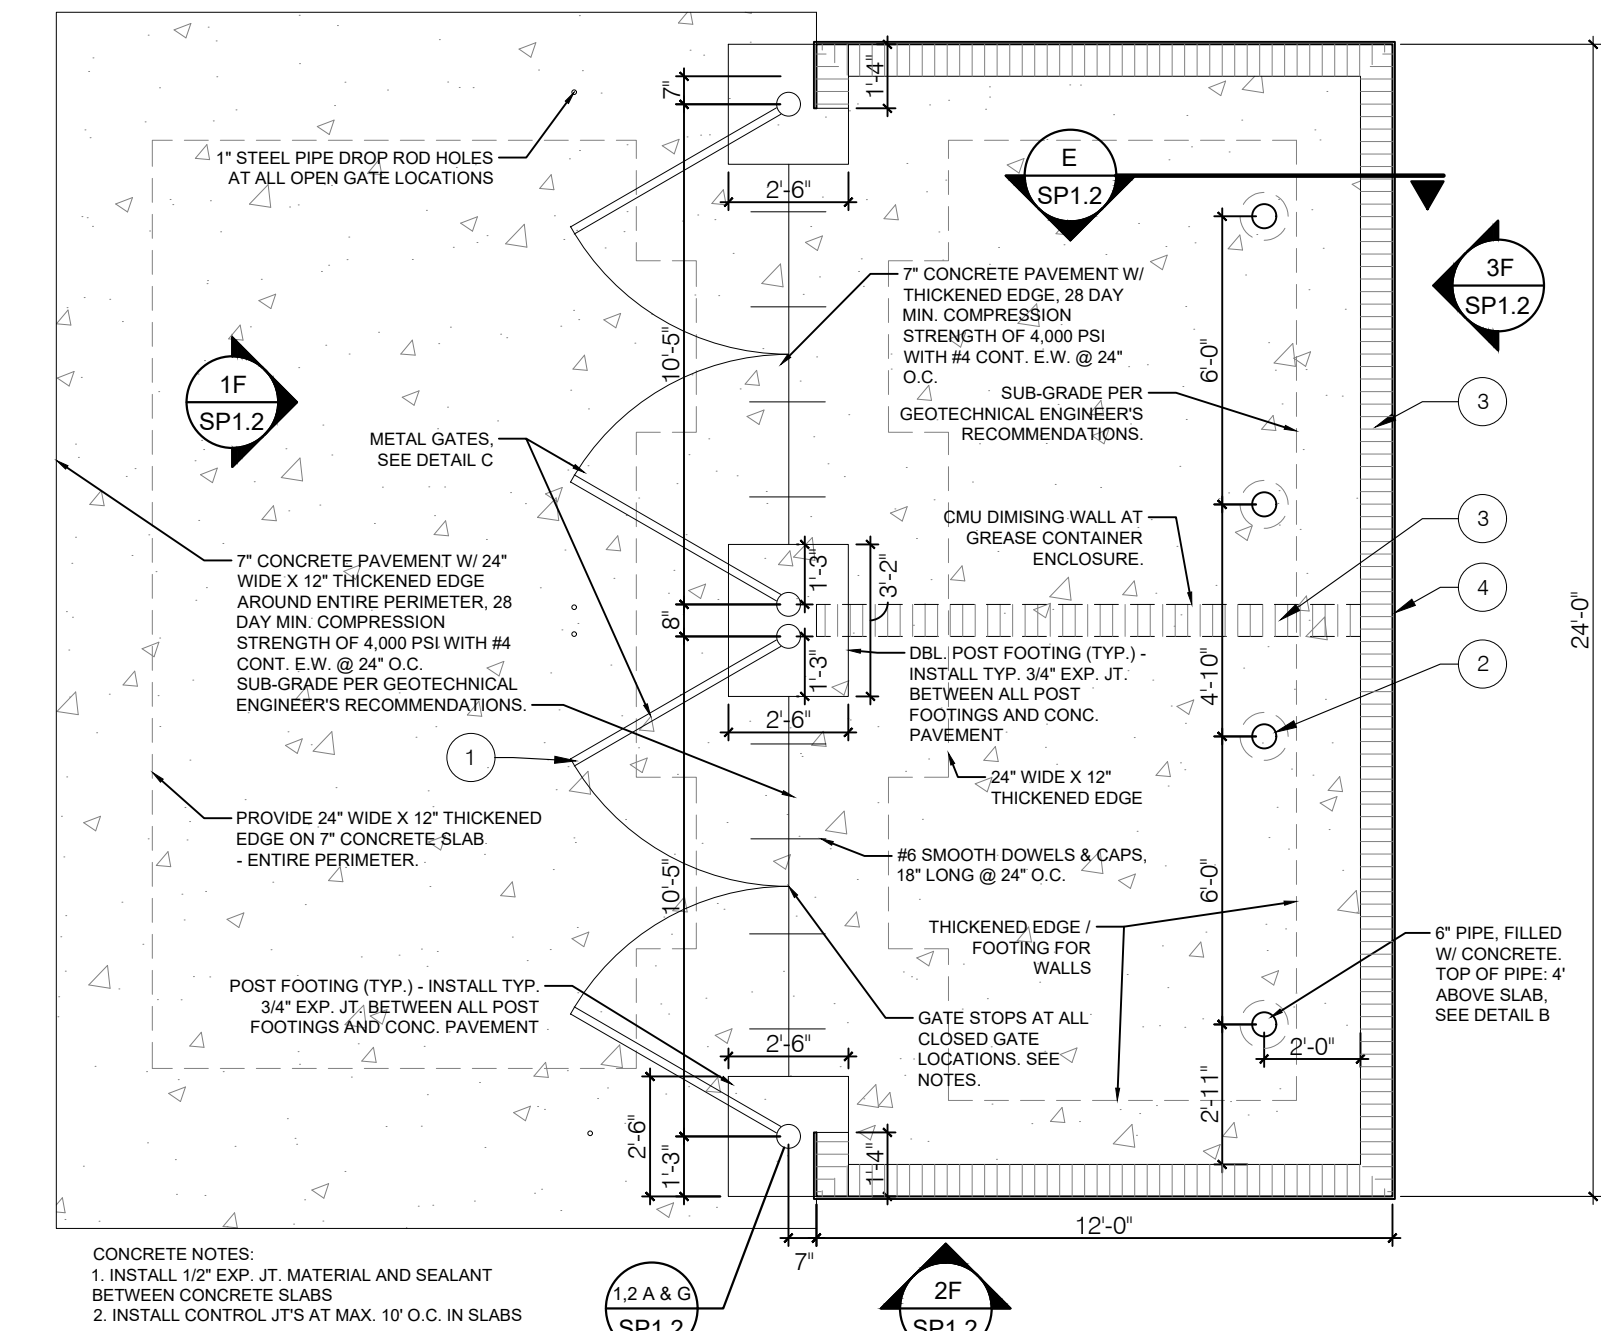 7"
1'-4"
1" STEEL PIPE DROP ROD HOLES
AT ALL OPEN GATE LOCATIONS
2'-6"
E
SP1.2
3F
SP1.2
7" CONCRETE PAVEMENT W/
THICKENED EDGE, 28 DAY
MIN. COMPRESSION
STRENGTH OF 4,000 PSI
WITH #4 CONT. E.W. @ 24"
O.C.
10'-5"
6'-0"
1F
SP1.2
SUB-GRADE PER
GEOTECHNICAL ENGINEER'S
RECOMMENDATIONS.
3
METAL GATES,
SEE DETAIL C
CMU DIMISING WALL AT
GREASE CONTAINER
ENCLOSURE.
3
7" CONCRETE PAVEMENT W/ 24"
WIDE X 12" THICKENED EDGE
AROUND ENTIRE PERIMETER, 28
DAY MIN. COMPRESSION
STRENGTH OF 4,000 PSI WITH #4
CONT. E.W. @ 24" O.C.
SUB-GRADE PER GEOTECHNICAL
ENGINEER'S RECOMMENDATIONS.
1'-3"
3'-2"
8"
1'-3"
2'-6"
4
24'-0"
DBL. POST FOOTING (TYP.) -
INSTALL TYP. 3/4" EXP. JT.
BETWEEN ALL POST
FOOTINGS AND CONC.
PAVEMENT
4'-10"
2
1
24" WIDE X 12"
THICKENED EDGE
PROVIDE 24" WIDE X 12" THICKENED
EDGE ON 7" CONCRETE SLAB
- ENTIRE PERIMETER.
#6 SMOOTH DOWELS & CAPS,
18" LONG @ 24" O.C.
10'-5"
6'-0"
THICKENED EDGE /
FOOTING FOR
WALLS
6" PIPE, FILLED
W/ CONCRETE.
TOP OF PIPE: 4'
ABOVE SLAB,
SEE DETAIL B
POST FOOTING (TYP.) - INSTALL TYP.
3/4" EXP. JT. BETWEEN ALL POST
FOOTINGS AND CONC. PAVEMENT
GATE STOPS AT ALL
CLOSED GATE
LOCATIONS. SEE
NOTES.
2'-6"
2'-0"
2'-11"
2'-6"
1'-3"
1'-4"
12'-0"
7"
CONCRETE NOTES:
1. INSTALL 1/2" EXP. JT. MATERIAL AND SEALANT
BETWEEN CONCRETE SLABS
2. INSTALL CONTROL JT'S AT MAX. 10' O.C. IN SLABS
1,2 A & G
SP1.2
2F
SP1.2